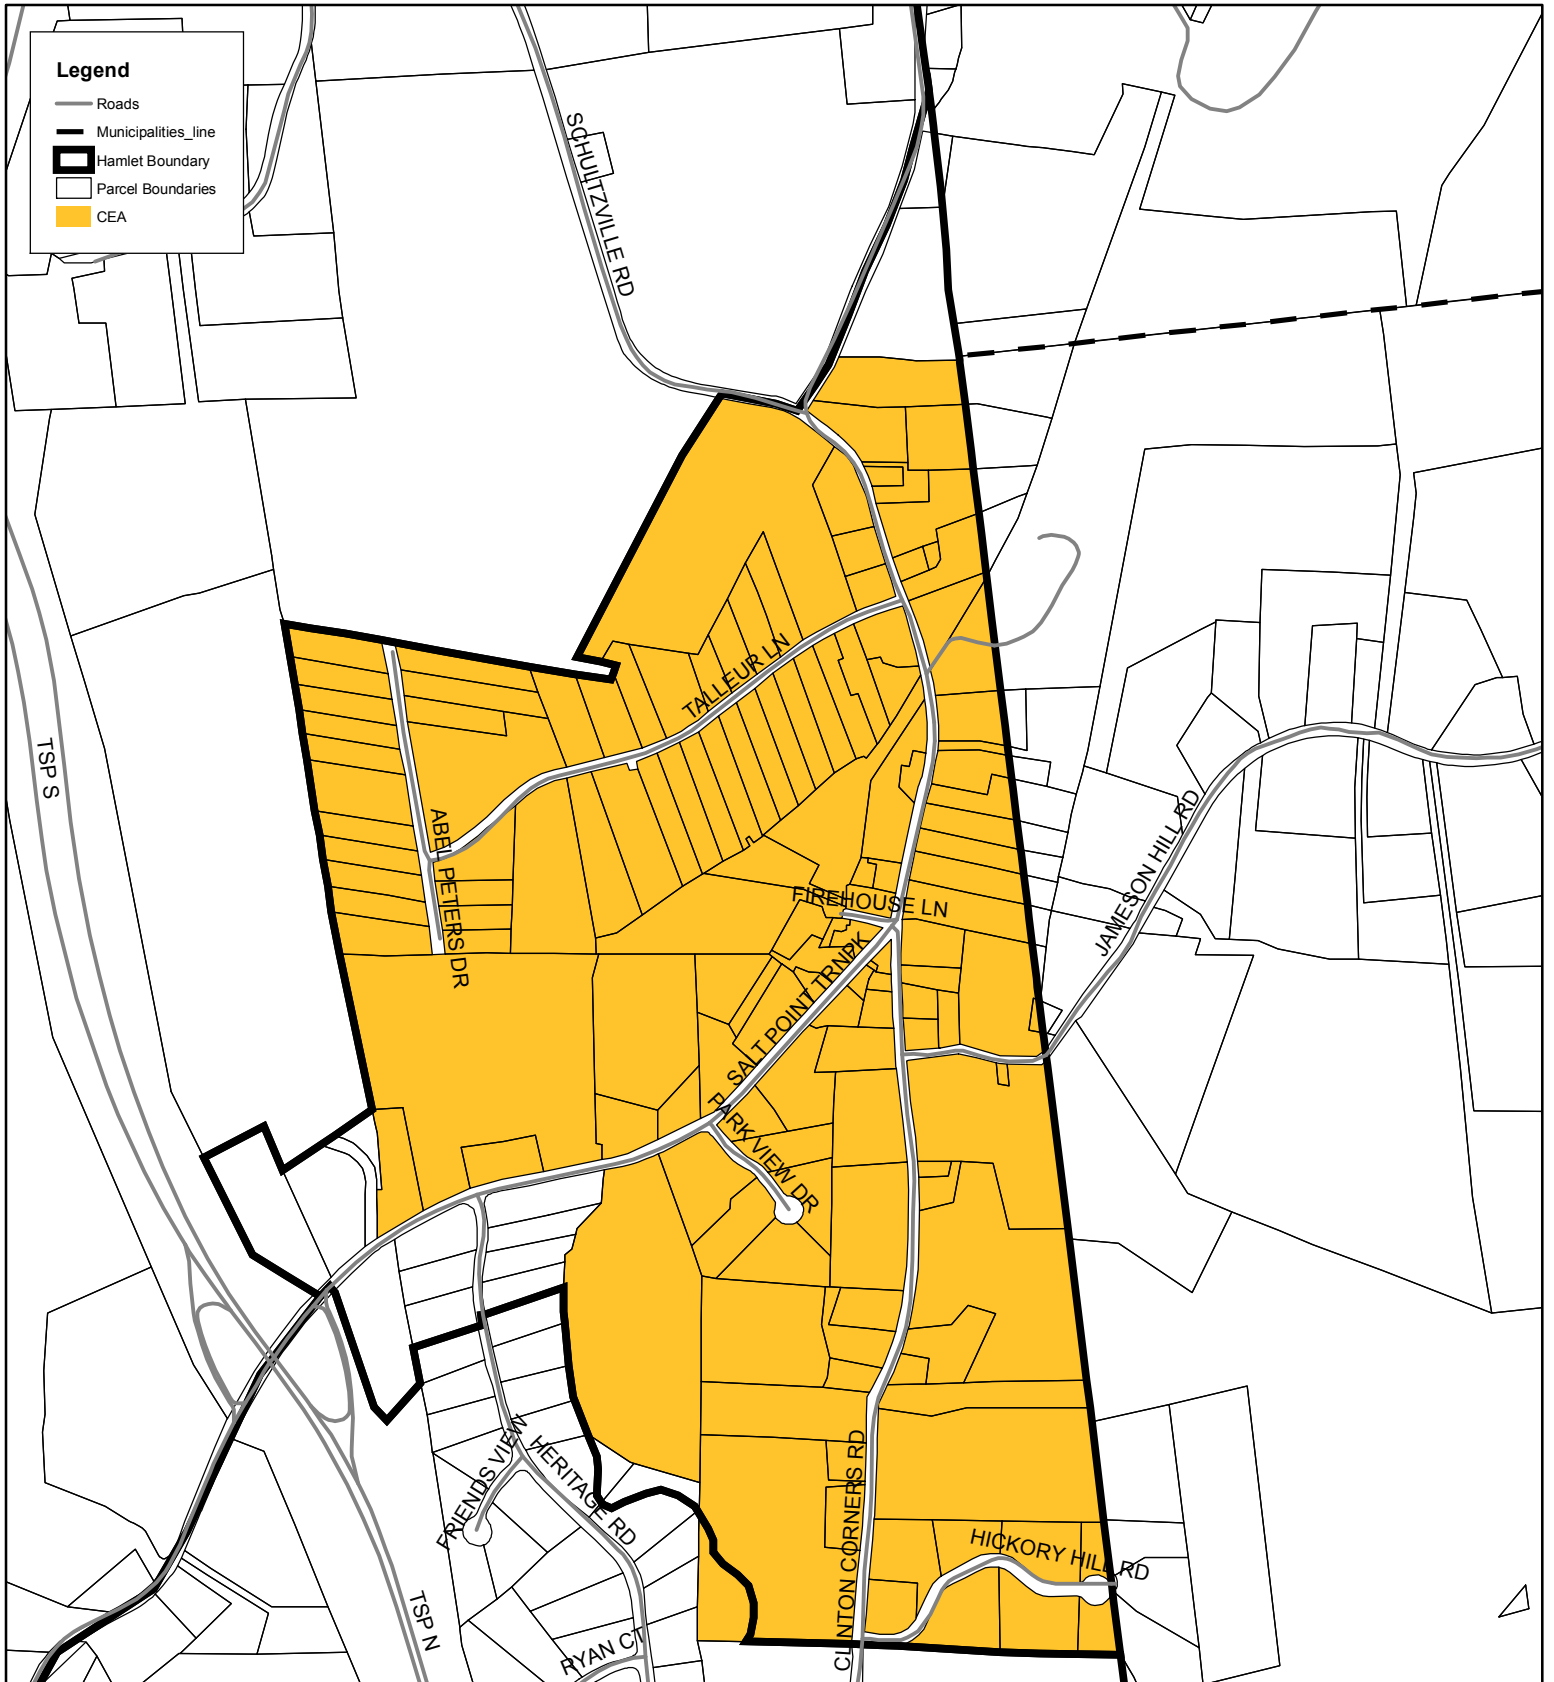 Legend
Roads
Municipalities_line
Hamlet Boundary
Parcel Boundaries
CEA
SCHULTZVILLE RD
TALLEUR LN
TSP S
ABEL PETERS DR
JAMESON HILL RD
FIREHOUSE LN
SALT POINT TRNPK
PARK VIEW DR
FRIENDS VIEW
HERITAGE RD
CLINTON CORNERS RD
HICKORY HILL RD
TSP N
RYAN CT